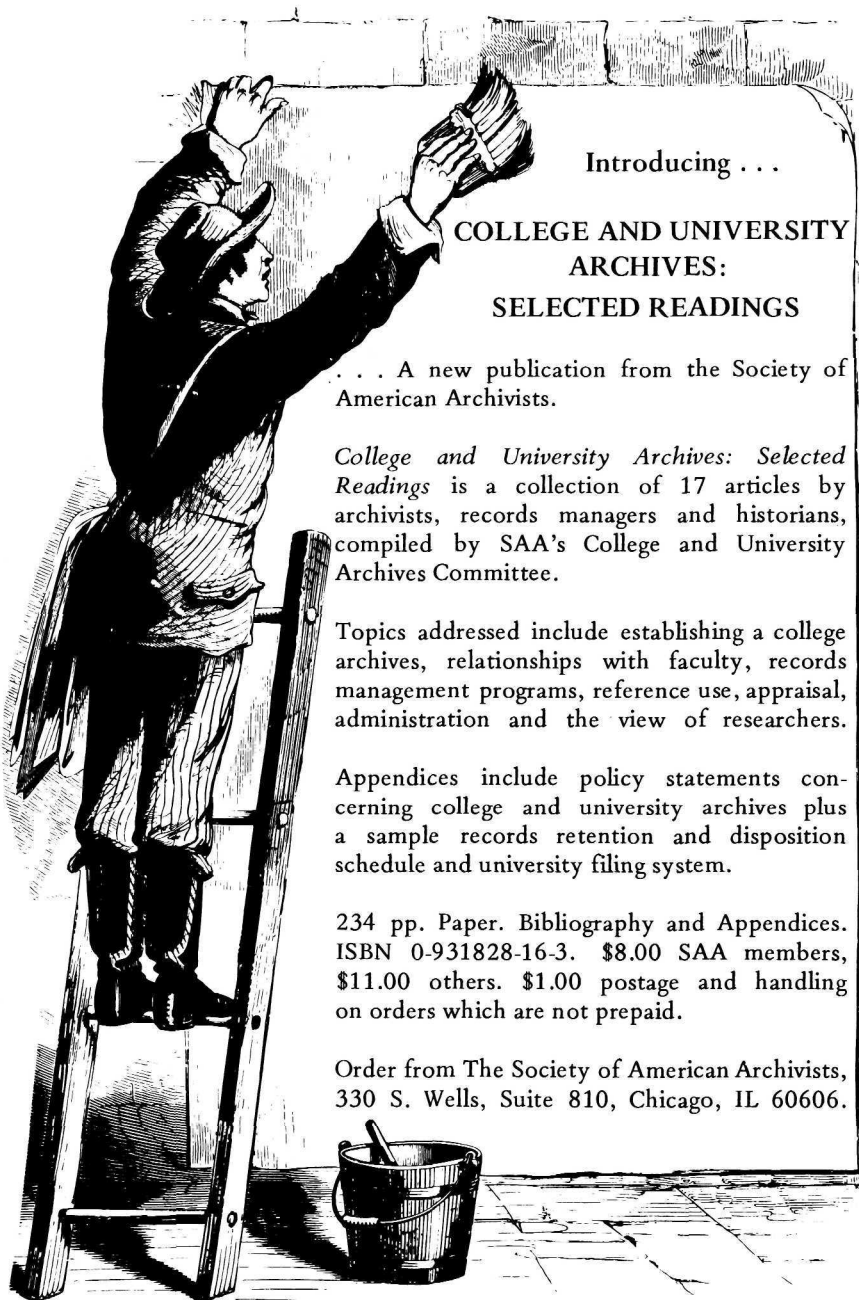 Introducing . . .
COLLEGE AND UNIVERSITY
ARCHIVES:
SELECTED READINGS
. . . A new publication from the Society of
American Archivists.
College and University Archives: Selected
Readings is a collection of 17 articles by
archivists, records managers and historians,
compiled by SAA's College and University
Archives Committee.
Topics addressed include establishing a college
archives, relationships with faculty, records
management programs, reference use, appraisal,
administration and the view of researchers.
Appendices include policy statements con-
cerning college and university archives plus
a sample records retention and disposition
schedule and university filing system.
234 pp. Paper. Bibliography and Appendices.
ISBN 0-931828-16-3. $8.00 SAA members,
$11.00 others. $1.00 postage and handling
on orders which are not prepaid.
Order from The Society of American Archivists,
330 S. Wells, Suite 810, Chicago, IL 60606.